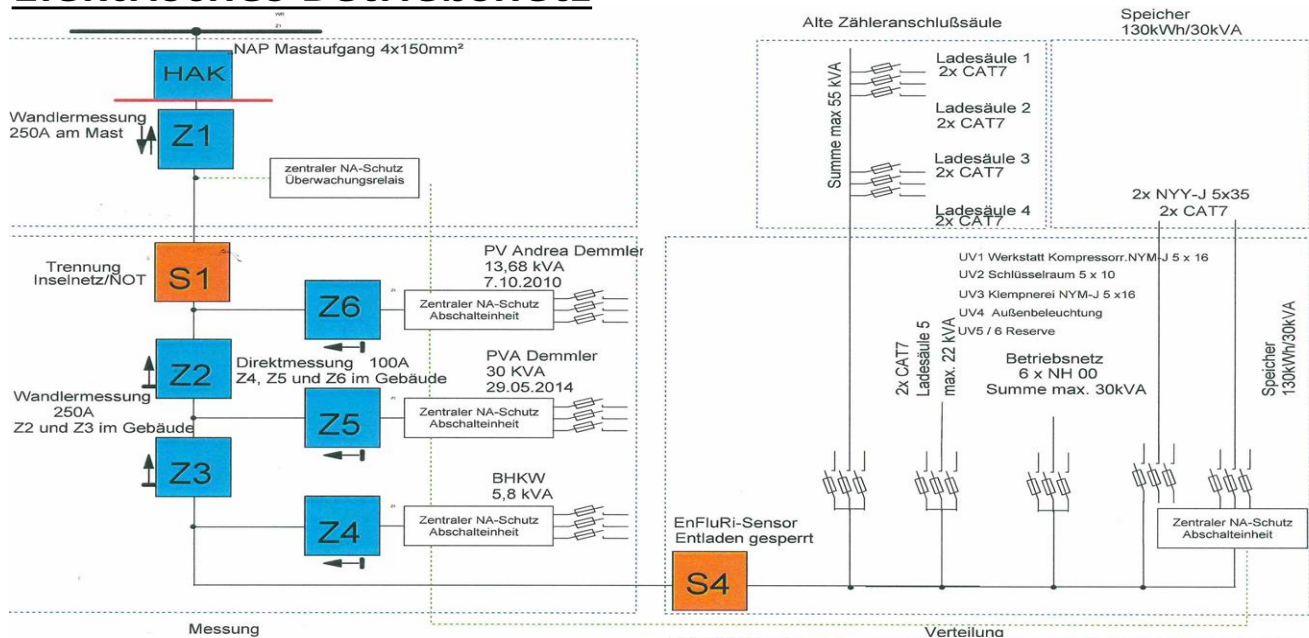 Elektrisches Betriebsnetz
NAP Mastaufgang 4x150mm²
HAK
Wandlermessung
250A am Mast
Z1
zentraler NA-Schutz
Überwachungsrelais
Trennung
Inselnetz/NOT
S1
PV Andrea Demmler
13,68 kVA
7.10.2010
Z6
Zentraler NA-Schutz
Abschalteinheit
Z2
Direktmessung 100A
Z4, Z5 und Z6 im Gebäude
PVA Demmler
30 KVA
29.05.2014
Wandlermessung
250A
Z2 und Z3 im Gebäude
Z5
Zentraler NA-Schutz
Abschalteinheit
Z3
BHKW
5,8 kVA
Z4
Zentraler NA-Schutz
Abschalteinheit
Messung
Alte Zähleranschlußsäule
Summe max 55 kVA
Ladesäule 1
2x CAT7
Ladesäule 2
2x CAT7
Ladesäule 3
2x CAT7
Ladesäule 4
2x CAT7
Speicher
130kWh/30kVA
2x NYY-J 5x35
2x CAT7
UV1 Werkstatt Kompressorr.NYM-J 5 x 16
UV2 Schlüsselraum 5 x 10
UV3 Klempnerei NYM-J 5 x16
UV4 Außenbeleuchtung
UV5 / 6 Reserve
2x CAT7
Ladesäule 5
max. 22 kVA
Betriebsnetz
6 x NH 00
Summe max. 30kVA
Speicher
130kWh/30kVA
EnFluRi-Sensor
Entladen gesperrt
S4
Zentraler NA-Schutz
Abschalteinheit
Verteilung